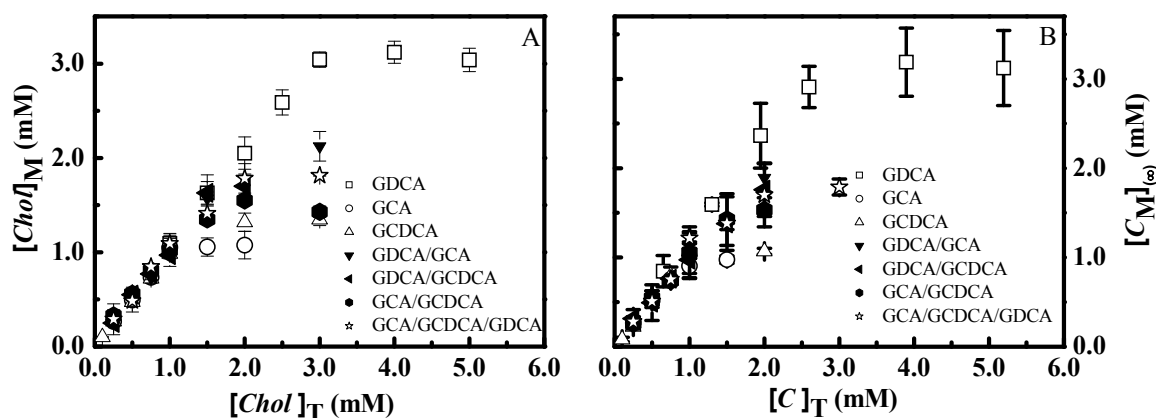 A
[Chol]M (mM)
3.0
2.0
1.0
0.0
GDCA
GCA
GCDCA
GDCA/GCA
GDCA/GCDCA
GCA/GCDCA
GCA/GCDCA/GDCA
0.0 1.0 2.0 3.0 4.0 5.0 6.0
[Chol]T (mM)
B
GDCA
GCA
GCDCA
GDCA/GCA
GDCA/GCDCA
GCA/GCDCA
GCA/GCDCA/GDCA
3.0
2.0
1.0
0.0
[CM](∞) (mM)
0.0 1.0 2.0 3.0 4.0 5.0 6.0
[C]T (mM)